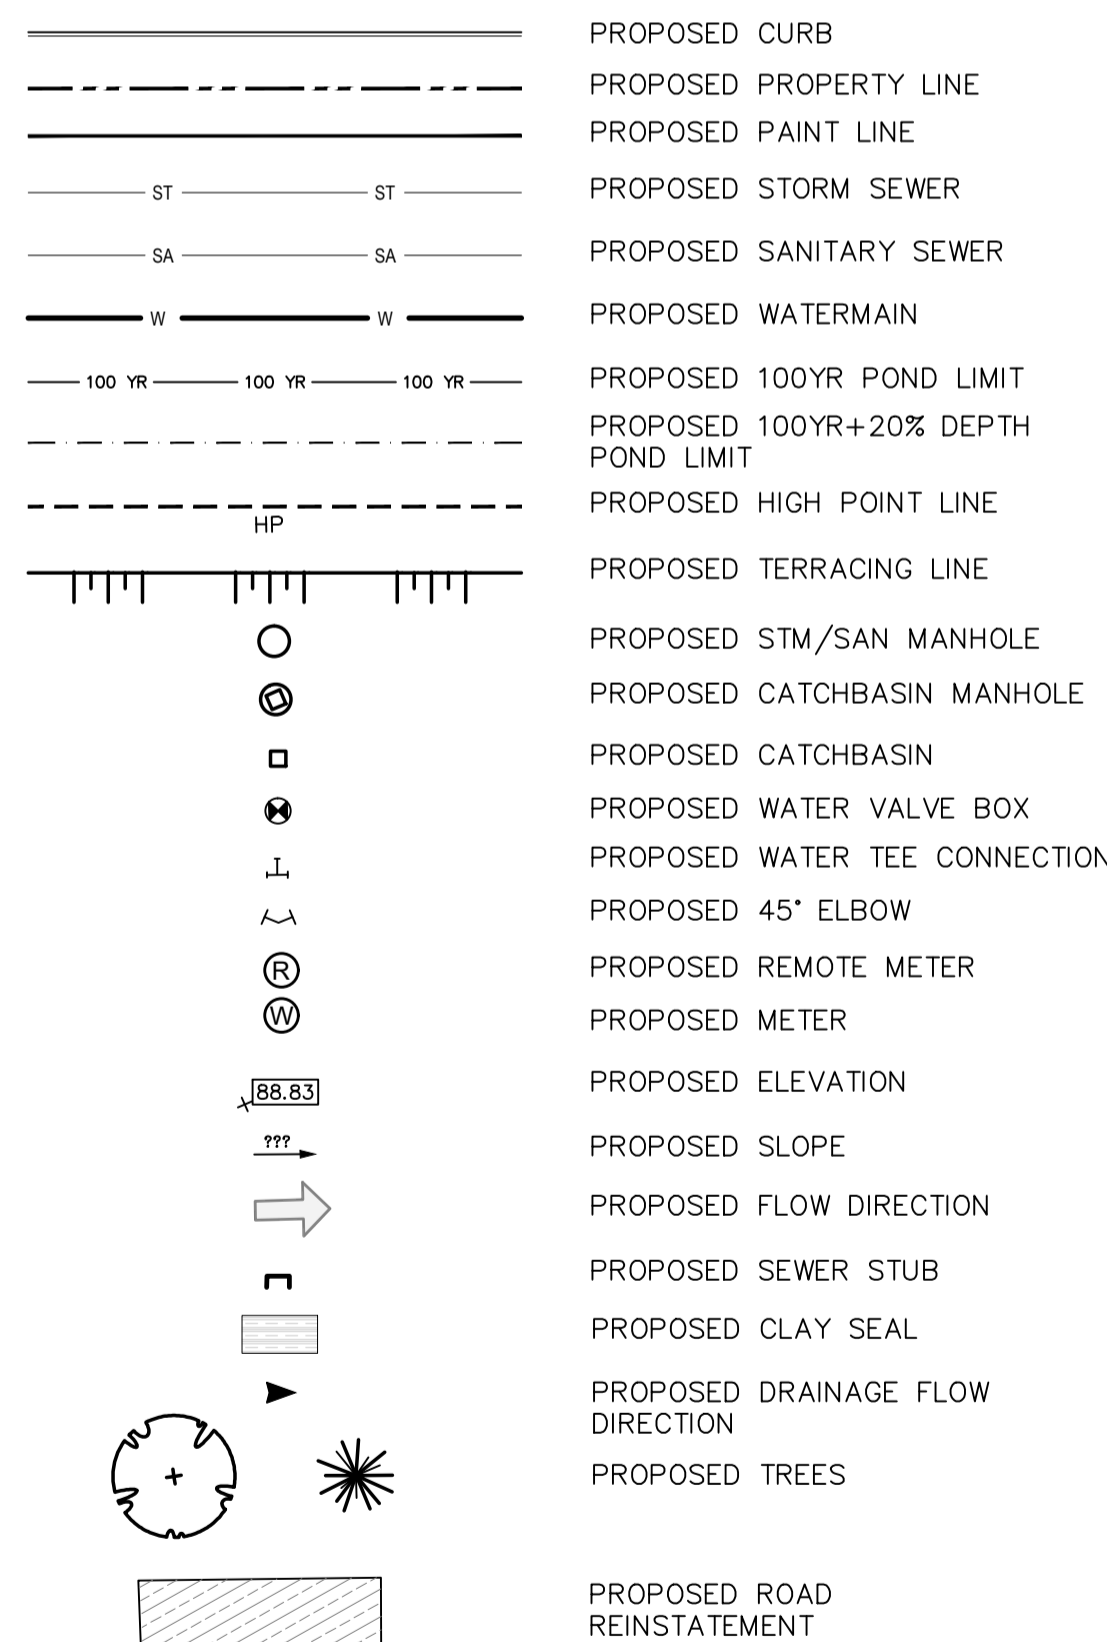 PROPOSED CURB
PROPOSED PROPERTY LINE
PROPOSED PAINT LINE
ST ST PROPOSED STORM SEWER
SA SA PROPOSED SANITARY SEWER
W W PROPOSED WATERMAIN
100 YR 100 YR 100 YR PROPOSED 100YR POND LIMIT
PROPOSED 100YR+20% DEPTH
POND LIMIT
PROPOSED HIGH POINT LINE
HP
PROPOSED TERRACING LINE
PROPOSED STM/SAN MANHOLE
PROPOSED CATCHBASIN MANHOLE
PROPOSED CATCHBASIN
PROPOSED WATER VALVE BOX
PROPOSED WATER TEE CONNECTION
PROPOSED 45° ELBOW
R PROPOSED REMOTE METER
W PROPOSED METER
88.83 PROPOSED ELEVATION
??? PROPOSED SLOPE
PROPOSED FLOW DIRECTION
PROPOSED SEWER STUB
PROPOSED CLAY SEAL
PROPOSED DRAINAGE FLOW
DIRECTION
PROPOSED TREES
PROPOSED ROAD
REINSTATEMENT